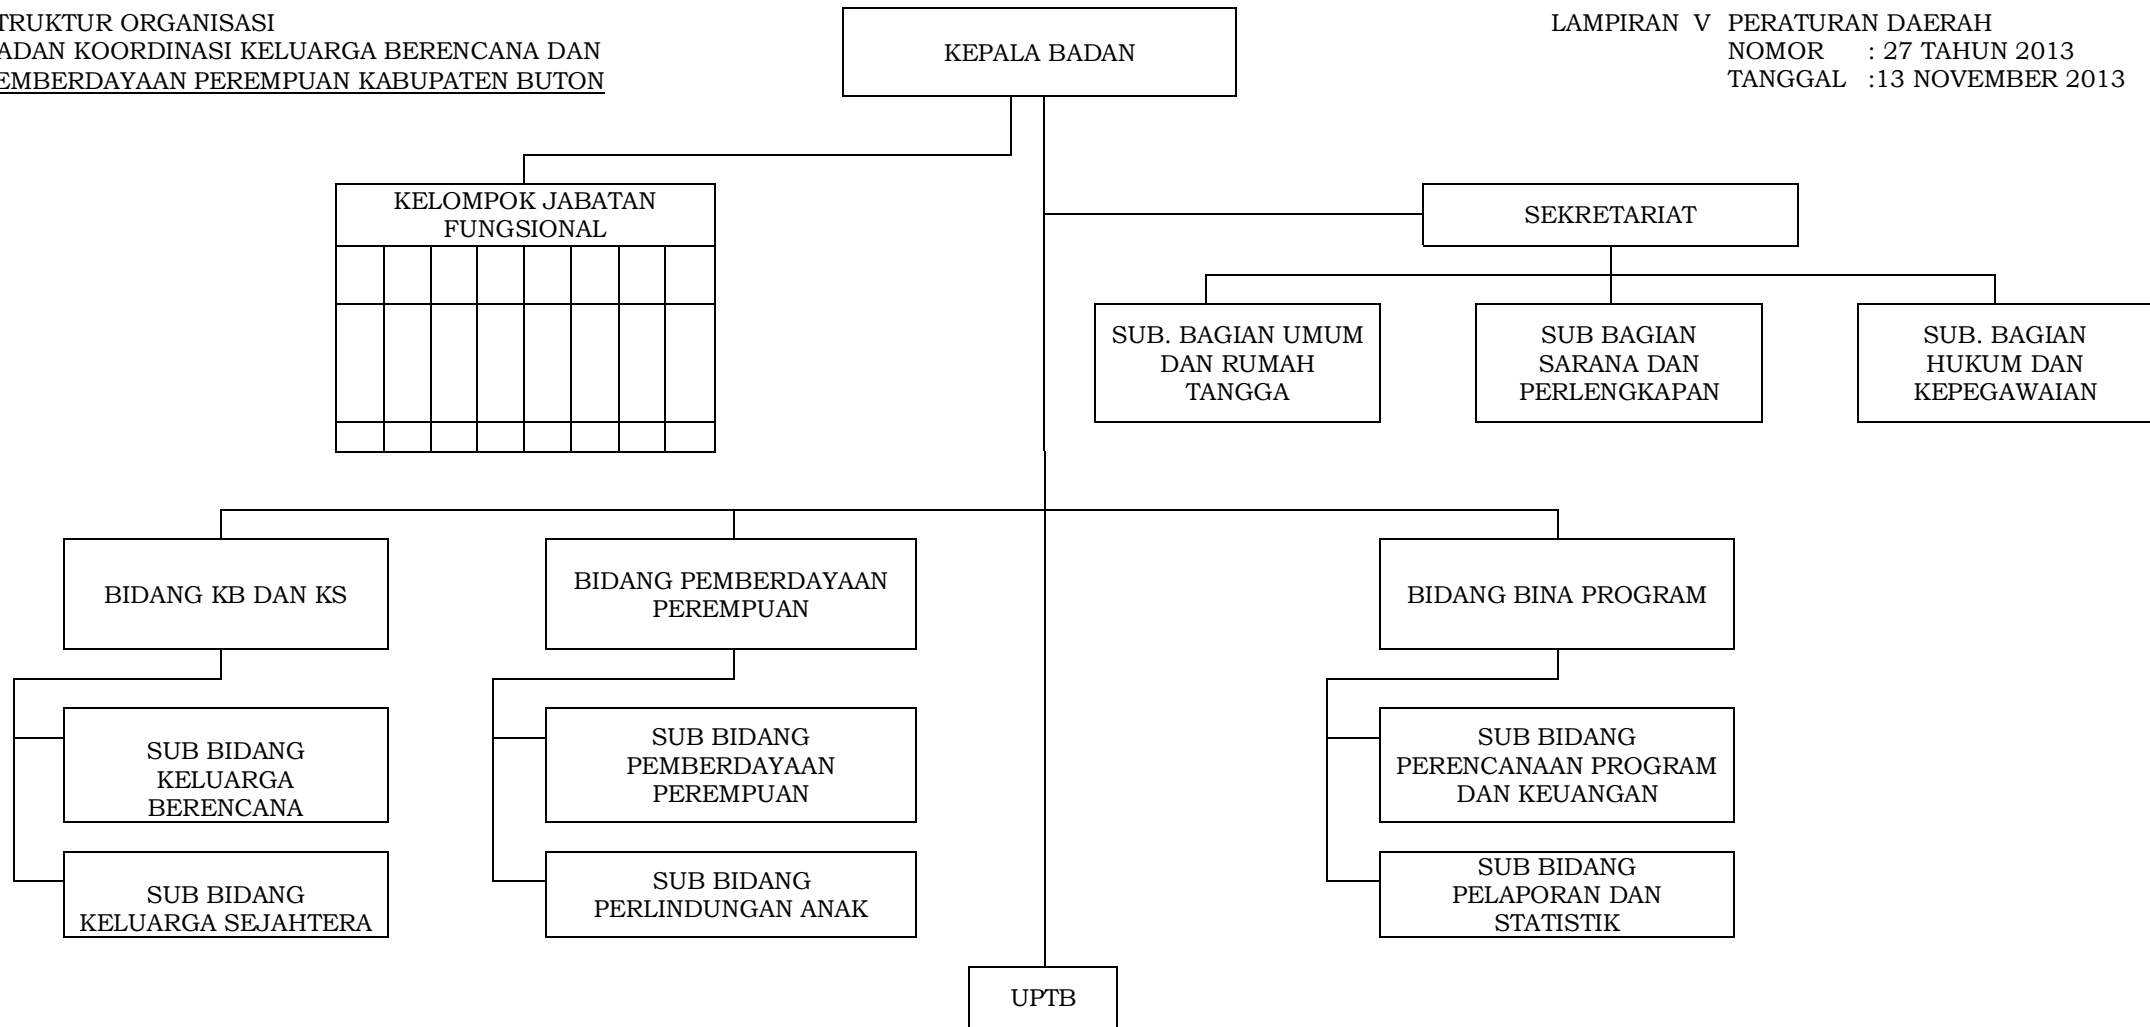 TRUKTUR ORGANISASI
ADAN KOORDINASI KELUARGA BERENCANA DAN
EMBERDAYAAN PEREMPUAN KABUPATEN BUTON
KEPALA BADAN
LAMPIRAN V PERATURAN DAERAH
NOMOR : 27 TAHUN 2013
TANGGAL :13 NOVEMBER 2013
KELOMPOK JABATAN
FUNGSIONAL
SEKRETARIAT
SUB. BAGIAN UMUM
DAN RUMAH
TANGGA
SUB BAGIAN
SARANA DAN
PERLENGKAPAN
SUB. BAGIAN
HUKUM DAN
KEPEGAWAIAN
BIDANG KB DAN KS
BIDANG PEMBERDAYAAN
PEREMPUAN
BIDANG BINA PROGRAM
SUB BIDANG
KELUARGA
BERENCANA
SUB BIDANG
PEMBERDAYAAN
PEREMPUAN
SUB BIDANG
PERENCANAAN PROGRAM
DAN KEUANGAN
SUB BIDANG
KELUARGA SEJAHTERA
SUB BIDANG
PERLINDUNGAN ANAK
SUB BIDANG
PELAPORAN DAN
STATISTIK
UPTB